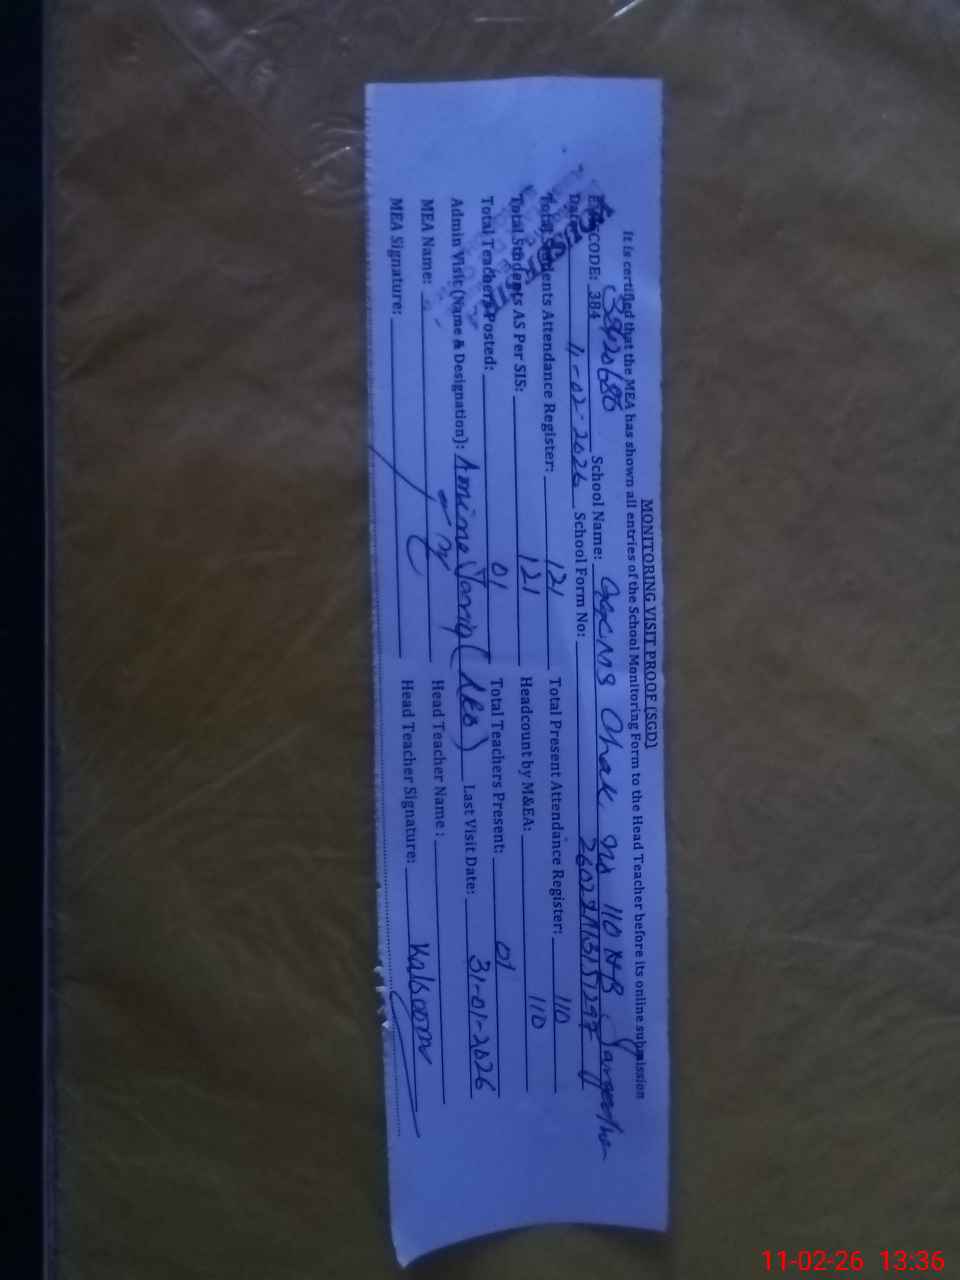 MONITORING VISIT PROOF (SGD)
It is certified that the MEA has shown all entries of the School Monitoring Form to the Head Teacher before its online submission
CODE: 384 38420686 School Name: GGCMS Chak No 110 NB Sargodha
Date: 11-02-2026 School Form No:
Total Students Attendance Register: 121 Total Present Attendance Register: 110
Total Students AS Per SIS: 121 Headcount by M&EA: 110
Total Teachers Posted: 01 Total Teachers Present: 01
Admin Visit (Name & Designation): (AEO) Last Visit Date: 31-01-2026
MEA Name: Head Teacher Name :
MEA Signature: Head Teacher Signature: Kalsoom
11-02-26 13:36